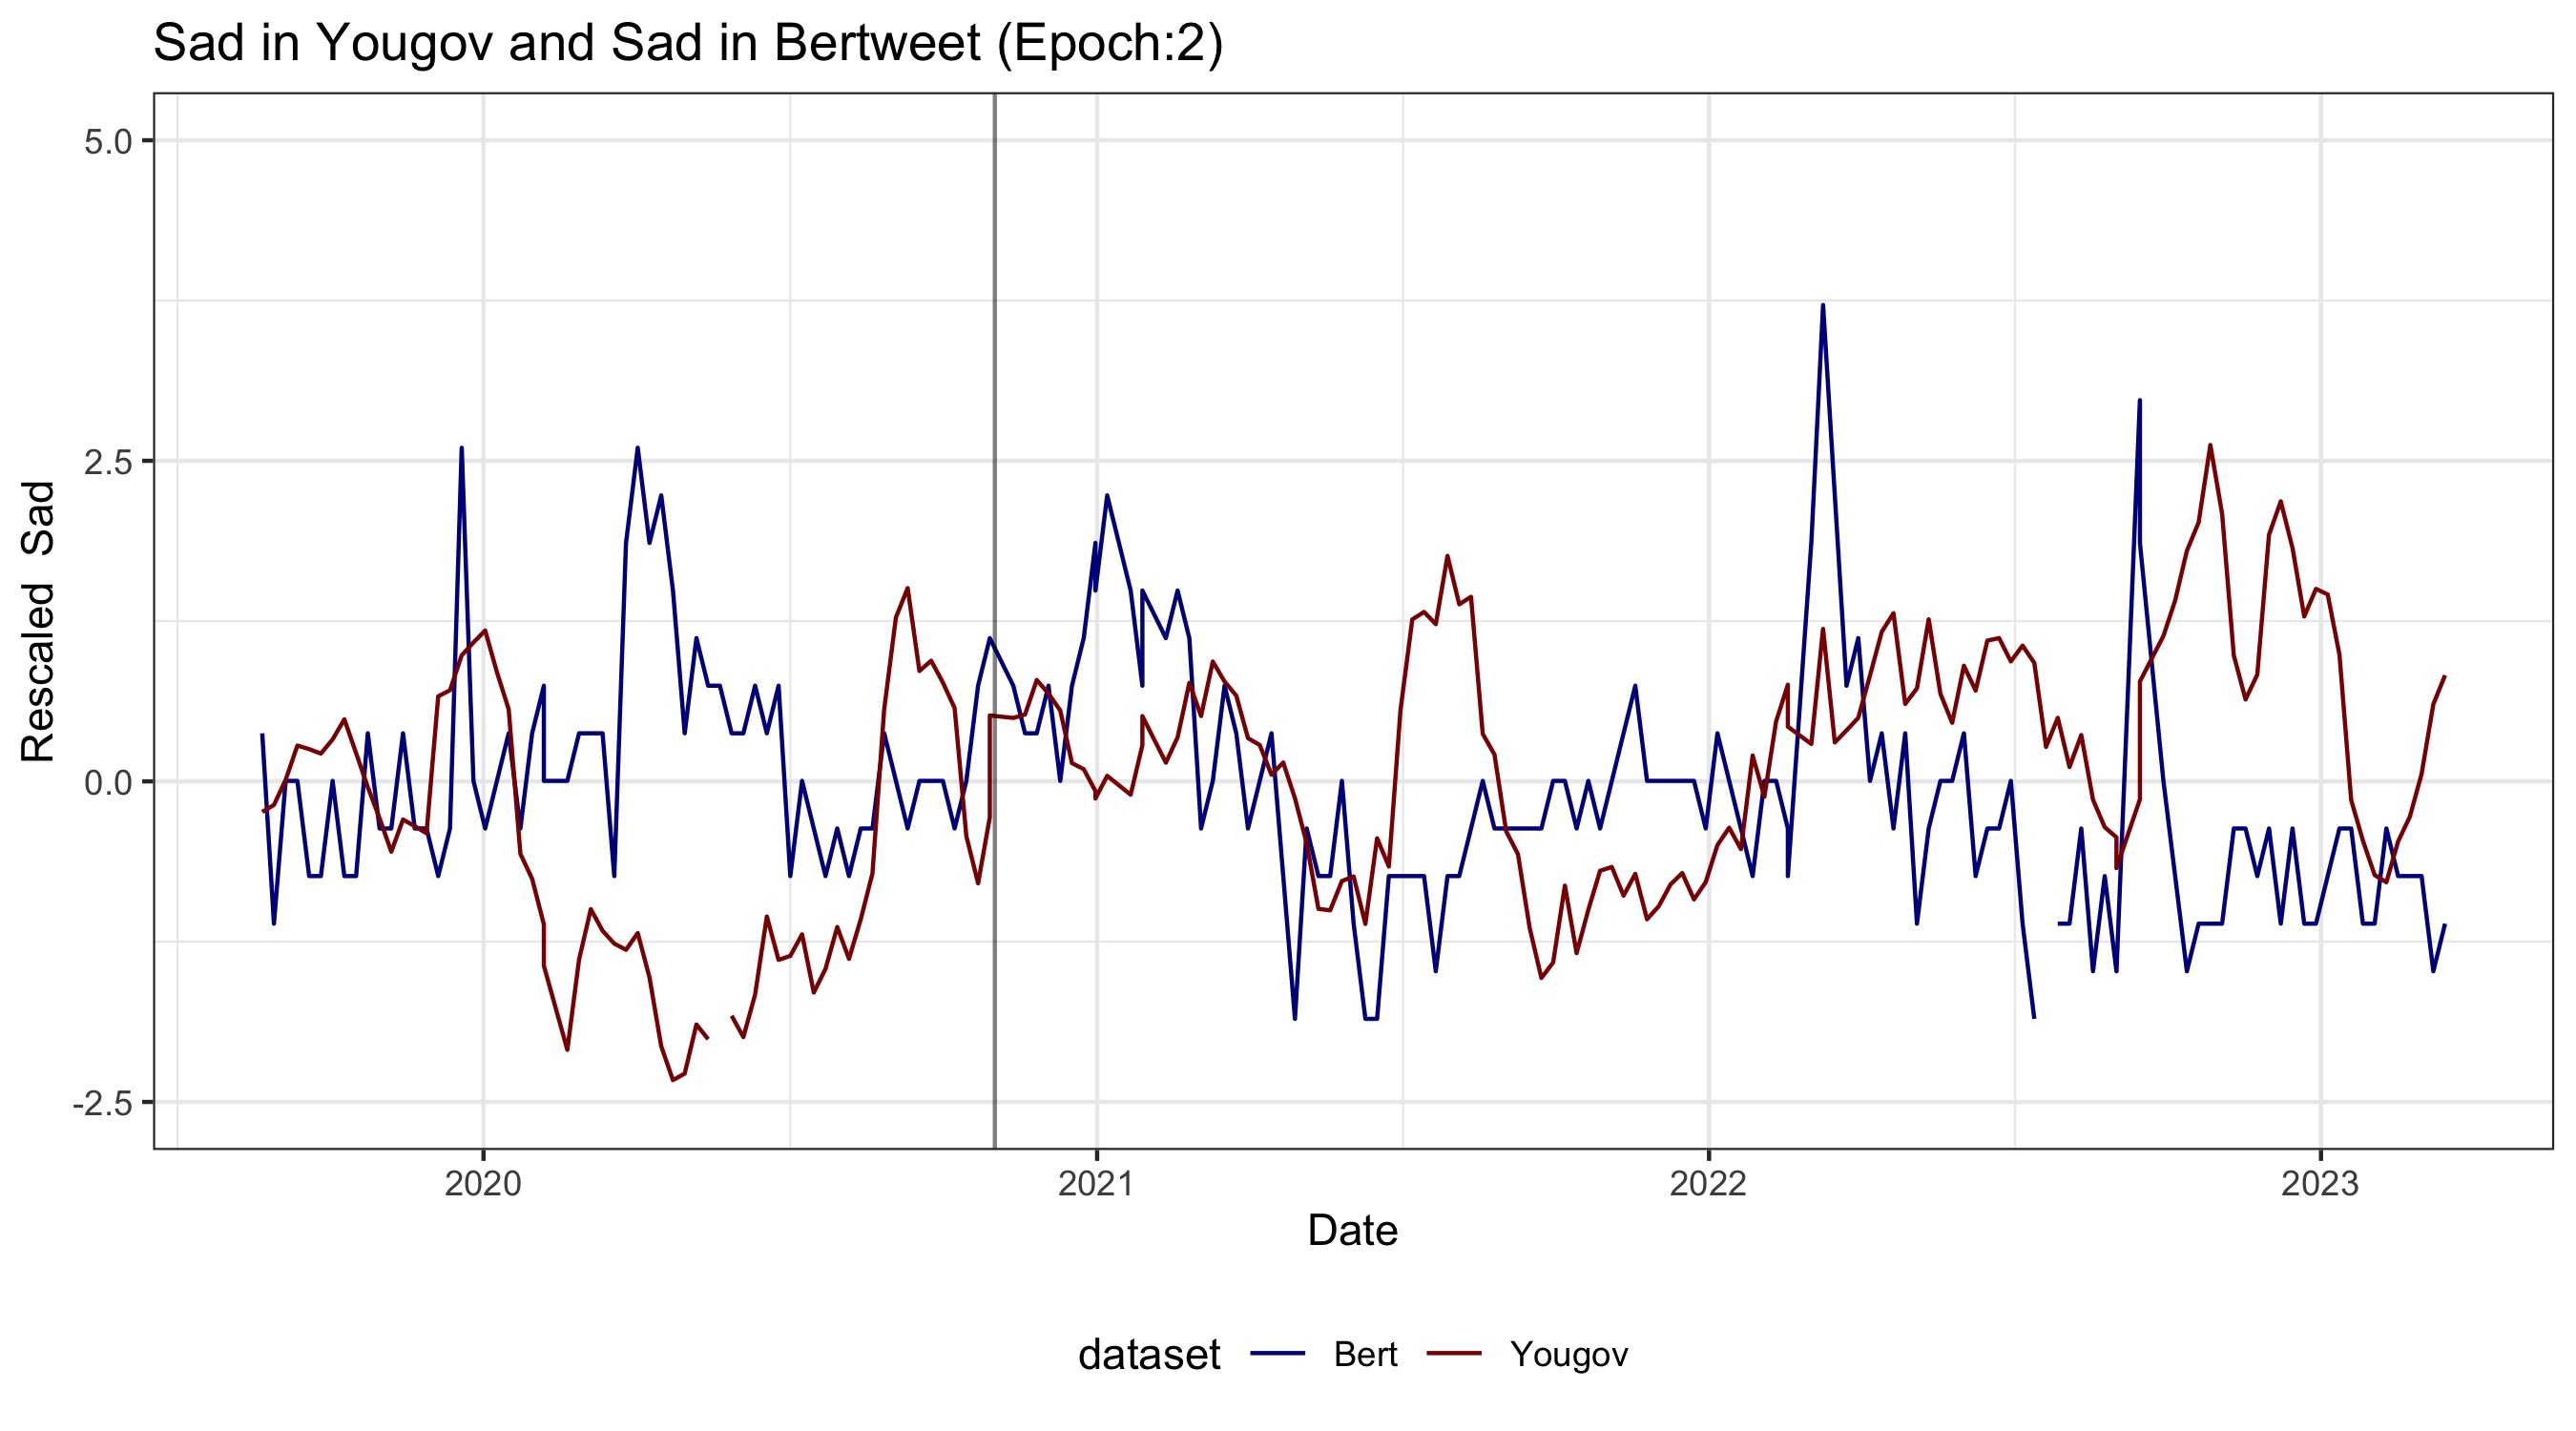 Sad in Yougov and Sad in Bertweet (Epoch:2)
Rescaled Sad
5.0
2.5
0.0
-2.5
2020 2021 2022 2023
Date
dataset Bert Yougov